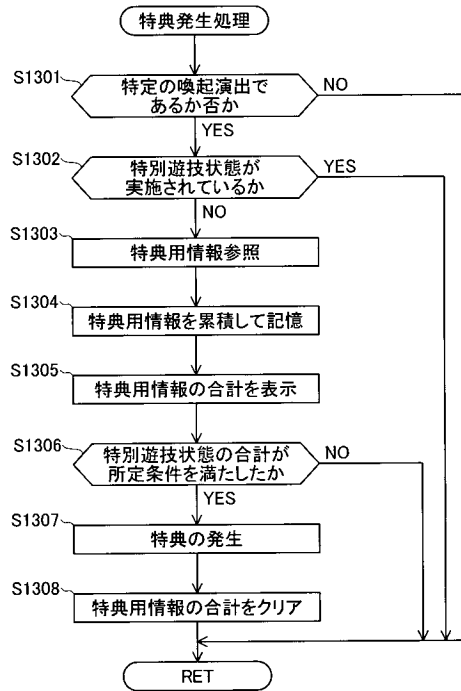 特典発生処理
S1301
特定の喚起演出で
あるか否か
NO
YES
S1302
特別遊技状態が
実施されているか
YES
NO
S1303
特典用情報参照
S1304
特典用情報を累積して記憶
S1305
特典用情報の合計を表示
S1306
特別遊技状態の合計が
所定条件を満たしたか
NO
YES
S1307
特典の発生
S1308
特典用情報の合計をクリア
RET